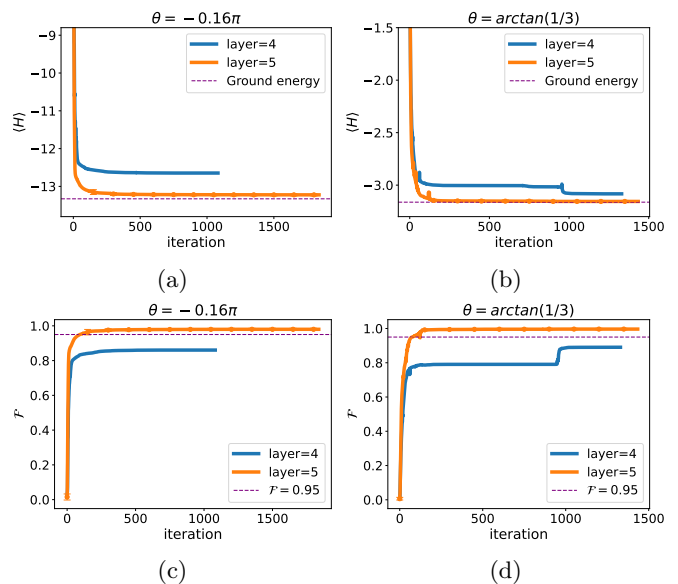 θ = −0.16π
−9
−10
−11
−12
−13
⟨H⟩
layer=4
layer=5
Ground energy
0 500 1000 1500
iteration
(a)
θ = arctan(1/3)
−1.5
−2.0
−2.5
−3.0
⟨H⟩
layer=4
layer=5
Ground energy
0 500 1000 1500
iteration
(b)
θ = −0.16π
1.0
0.8
0.6
0.4
0.2
0.0
ℱ
layer=4
layer=5
ℱ = 0.95
0 500 1000 1500
iteration
(c)
θ = arctan(1/3)
1.0
0.8
0.6
0.4
0.2
0.0
ℱ
layer=4
layer=5
ℱ = 0.95
0 500 1000 1500
iteration
(d)